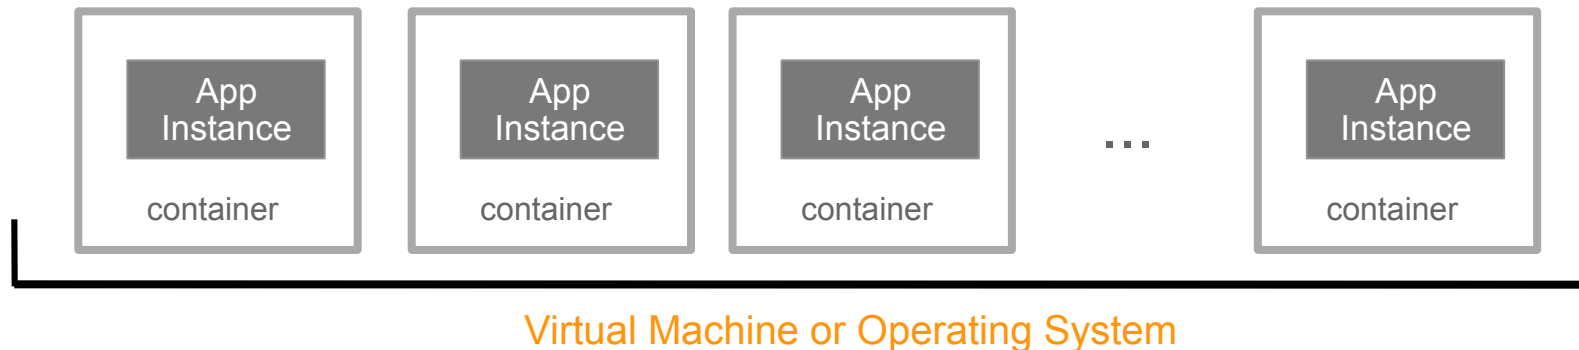 App
Instance
container
App
Instance
container
App
Instance
container
...
App
Instance
container
Virtual Machine or Operating System